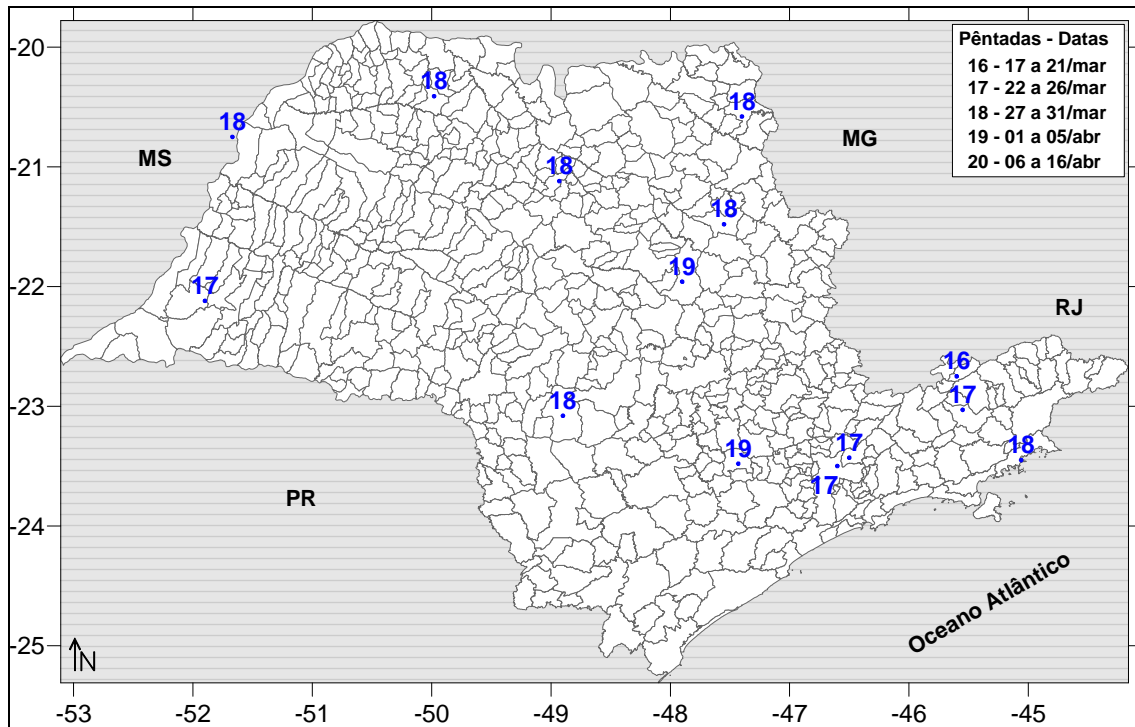 -20
-21
-22
-23
-24
-25
-53
-52
-51
-50
-49
-48
-47
-46
-45
Pêntadas - Datas
16 - 17 a 21/mar
17 - 22 a 26/mar
18 - 27 a 31/mar
19 - 01 a 05/abr
20 - 06 a 16/abr
18
18
18
MS
MG
18
18
17
19
RJ
16
17
18
17
18
19
17
PR
Oceano Atlântico
N